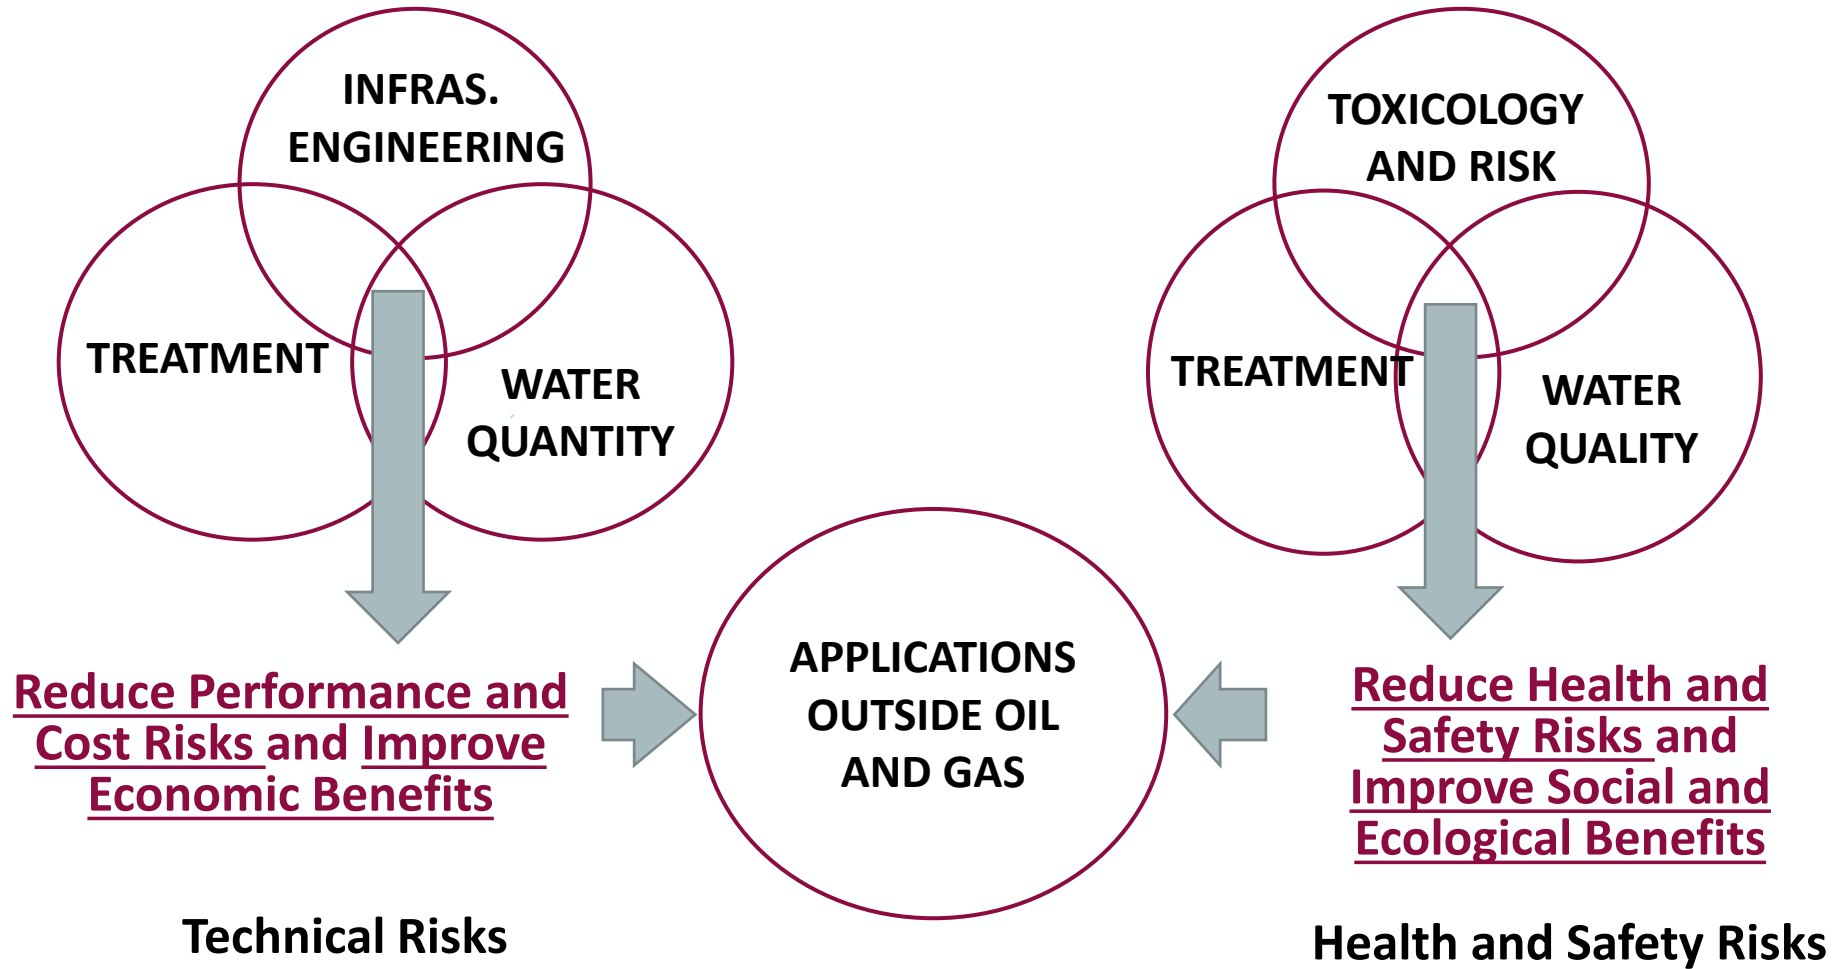 INFRAS.
ENGINEERING
TREATMENT
WATER
QUANTITY
TOXICOLOGY
AND RISK
TREATMENT
WATER
QUALITY
APPLICATIONS
OUTSIDE OIL
AND GAS
Reduce Performance and
Cost Risks and Improve
Economic Benefits
Reduce Health and
Safety Risks and
Improve Social and
Ecological Benefits
Technical Risks
Health and Safety Risks